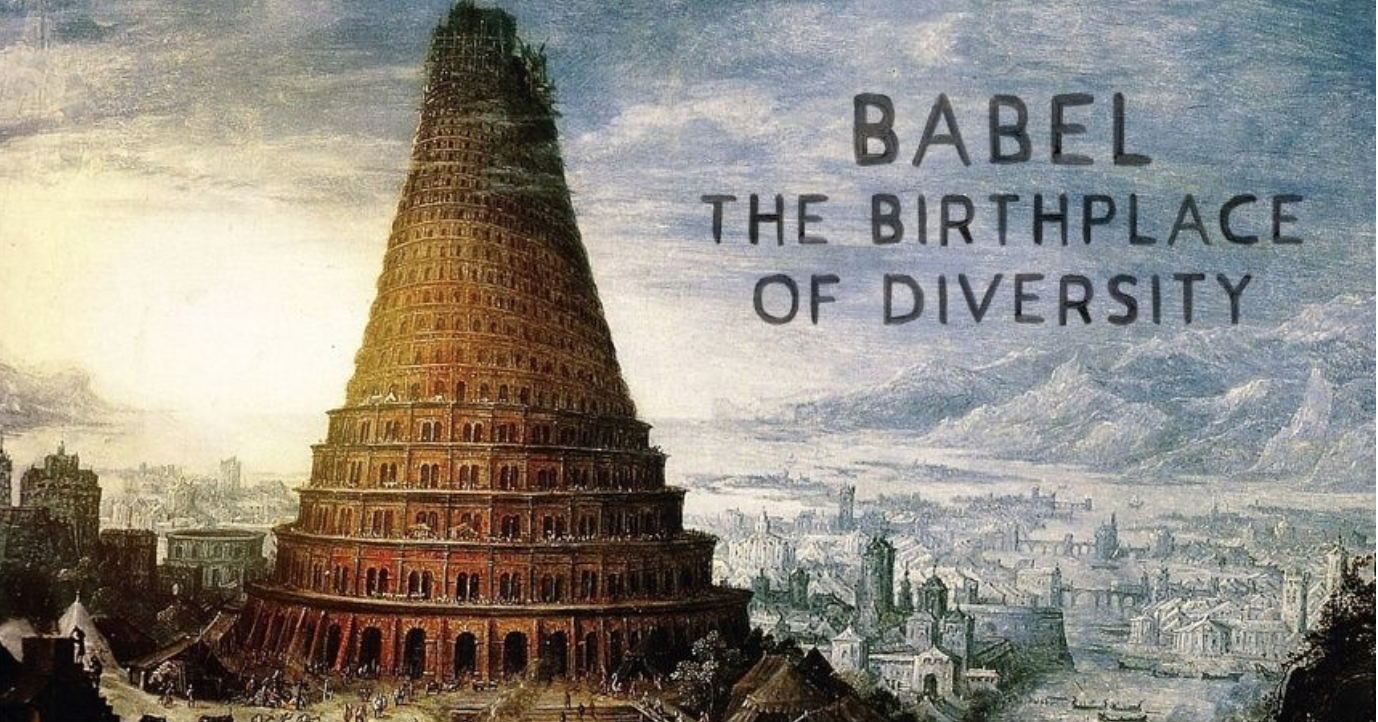 BABEL
THE BIRTHPLACE
OF DIVERSITY